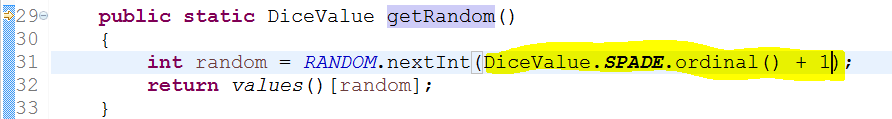 29 public static DiceValue getRandom()
30 {
31 int random = RANDOM.nextInt(DiceValue.SPADE.ordinal() + 1);
32 return values()[random];
33 }